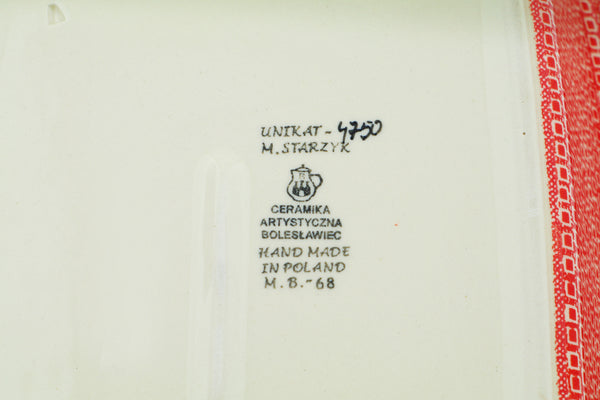 UNIKAT - 4750
M. STARZYK
CERAMIKA
ARTYSTYCZNA
BOLESŁAWIEC
HAND MADE
IN POLAND
M. B. - 68